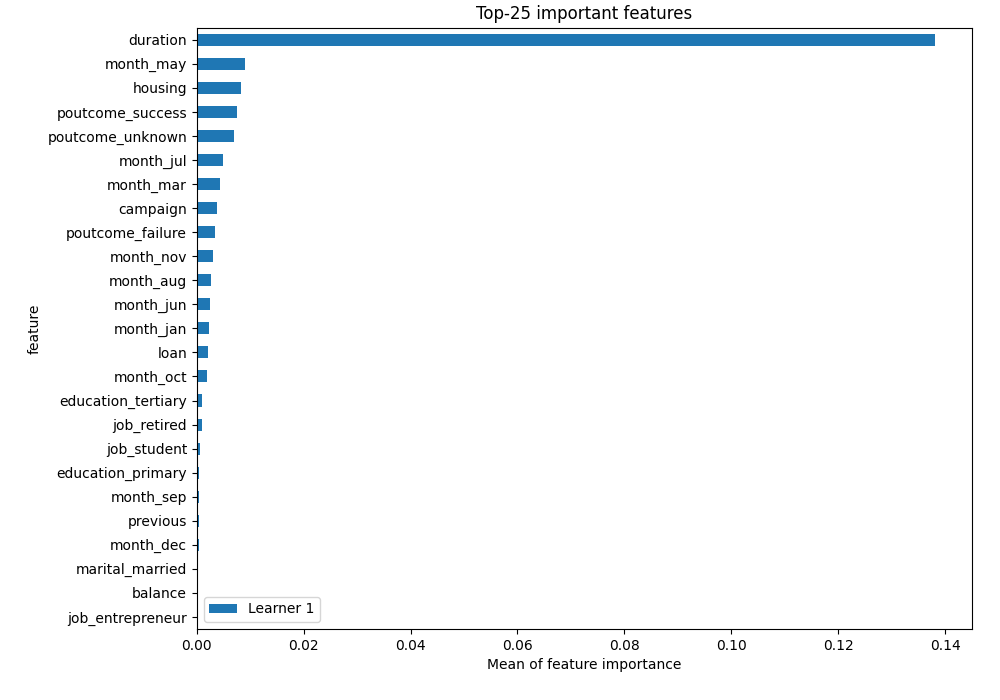 Top-25 important features
duration
month_may
housing
poutcome_success
poutcome_unknown
month_jul
month_mar
campaign
poutcome_failure
month_nov
month_aug
month_jun
month_jan
loan
month_oct
education_tertiary
job_retired
job_student
education_primary
month_sep
previous
month_dec
marital_married
balance
job_entrepreneur
feature
Learner 1
0.00 0.02 0.04 0.06 0.08 0.10 0.12 0.14
Mean of feature importance